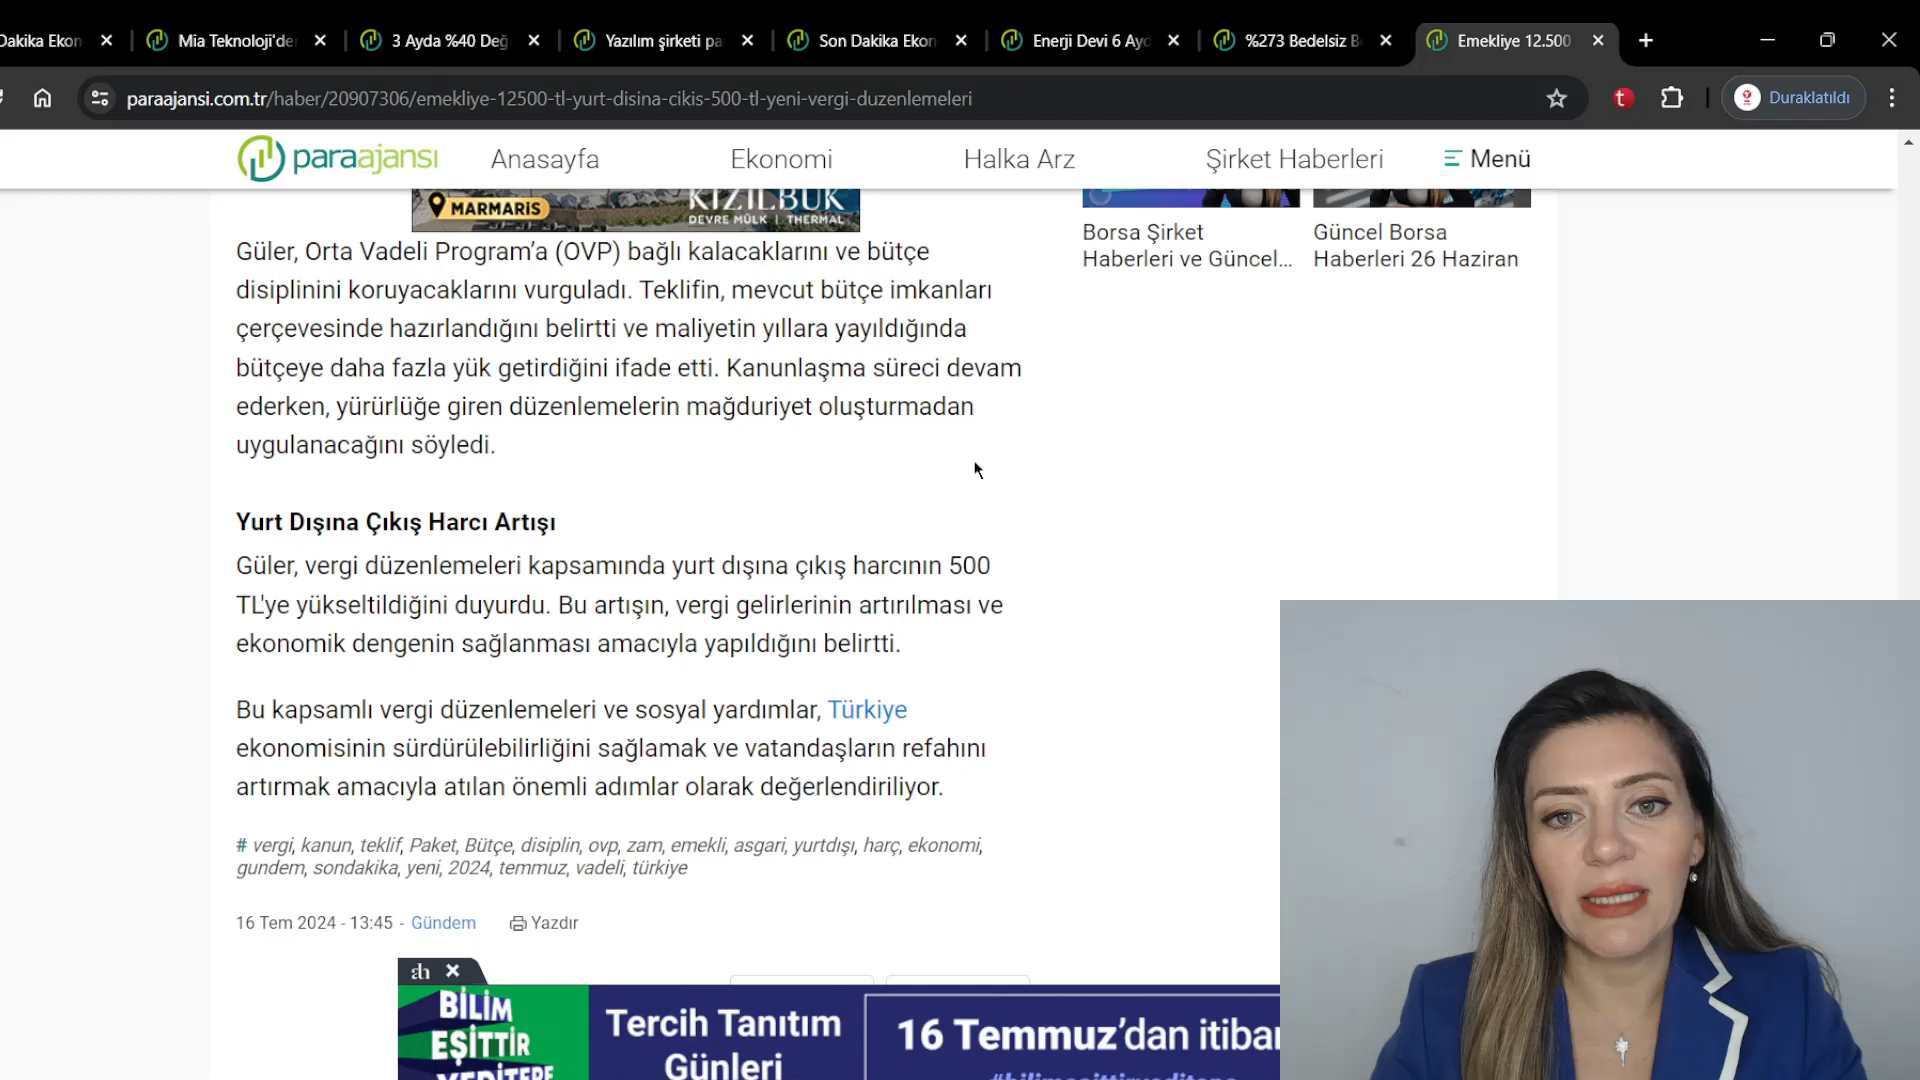 Dakika Ekon
Mia Teknoloji'de
3 Ayda %40 Değ
Yazılım şirketi pa
Son Dakika Ekon
Enerji Devi 6 Ayd
%273 Bedelsiz B
Emekliye 12.500
paraajansi.com.tr/haber/20907306/emekliye-12500-tl-yurt-disina-cikis-500-tl-yeni-vergi-duzenlemeleri
t
Duraklatıldı
paraajansı
Anasayfa
Ekonomi
Halka Arz
Şirket Haberleri
Menü
MARMARİS
KIZILBÜK
DEVRE MÜLK | THERMAL
Güler, Orta Vadeli Program’a (OVP) bağlı kalacaklarını ve bütçe
disiplinini koruyacaklarını vurguladı. Teklifin, mevcut bütçe imkanları
çerçevesinde hazırlandığını belirtti ve maliyetin yıllara yayıldığında
bütçeye daha fazla yük getirdiğini ifade etti. Kanunlaşma süreci devam
ederken, yürürlüğe giren düzenlemelerin mağduriyet oluşturmadan
uygulanacağını söyledi.
Borsa Şirket
Haberleri ve Güncel...
Güncel Borsa
Haberleri 26 Haziran
Yurt Dışına Çıkış Harcı Artışı
Güler, vergi düzenlemeleri kapsamında yurt dışına çıkış harcının 500
TL'ye yükseltildiğini duyurdu. Bu artışın, vergi gelirlerinin artırılması ve
ekonomik dengenin sağlanması amacıyla yapıldığını belirtti.
Bu kapsamlı vergi düzenlemeleri ve sosyal yardımlar, Türkiye
ekonomisinin sürdürülebilirliğini sağlamak ve vatandaşların refahını
artırmak amacıyla atılan önemli adımlar olarak değerlendiriliyor.
# vergi, kanun, teklif, Paket, Bütçe, disiplin, ovp, zam, emekli, asgari, yurtdışı, harç, ekonomi,
gundem, sondakika, yeni, 2024, temmuz, vadeli, türkiye
16 Tem 2024 - 13:45 - Gündem
Yazdır
BİLİM
EŞİTTİR
YEDİTEPE
Tercih Tanıtım
Günleri
16 Temmuz’dan itibar
#bilimesittiryeditepe